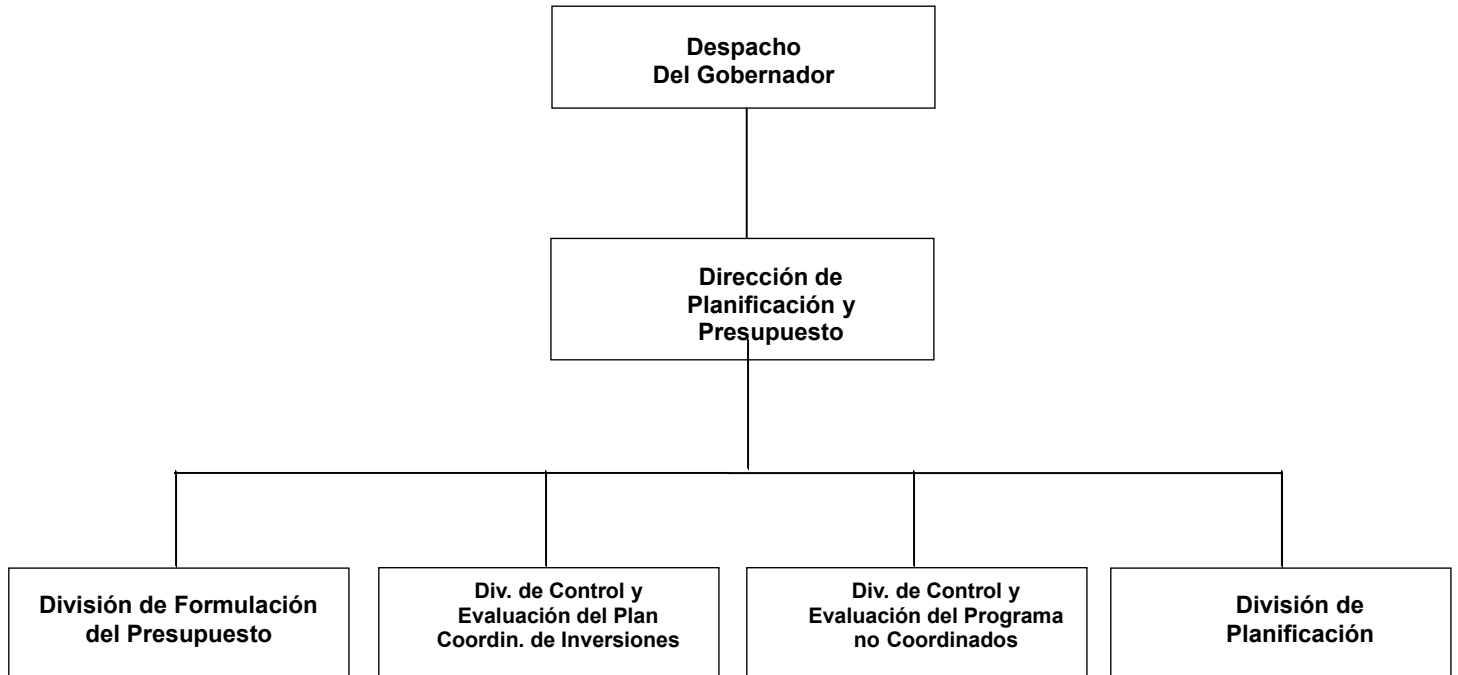 Despacho
Del Gobernador
Dirección de
Planificación y
Presupuesto
División de Formulación
del Presupuesto
Div. de Control y
Evaluación del Plan
Coordin. de Inversiones
Div. de Control y
Evaluación del Programa
no Coordinados
División de
Planificación